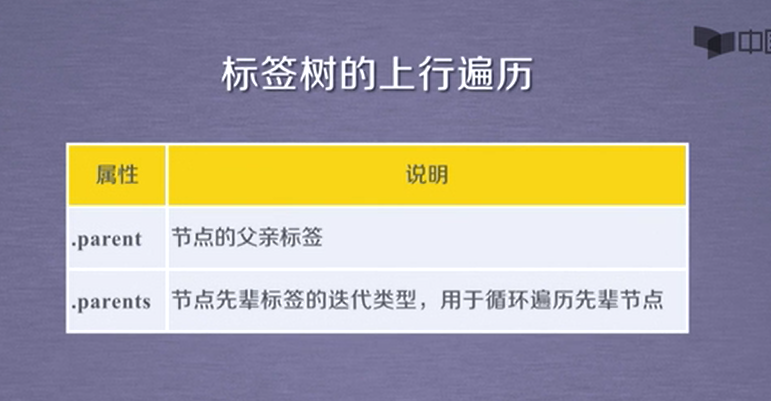 中
标签树的上行遍历
属性 说明
.parent 节点的父亲标签
.parents 节点先辈标签的迭代类型，用于循环遍历先辈节点